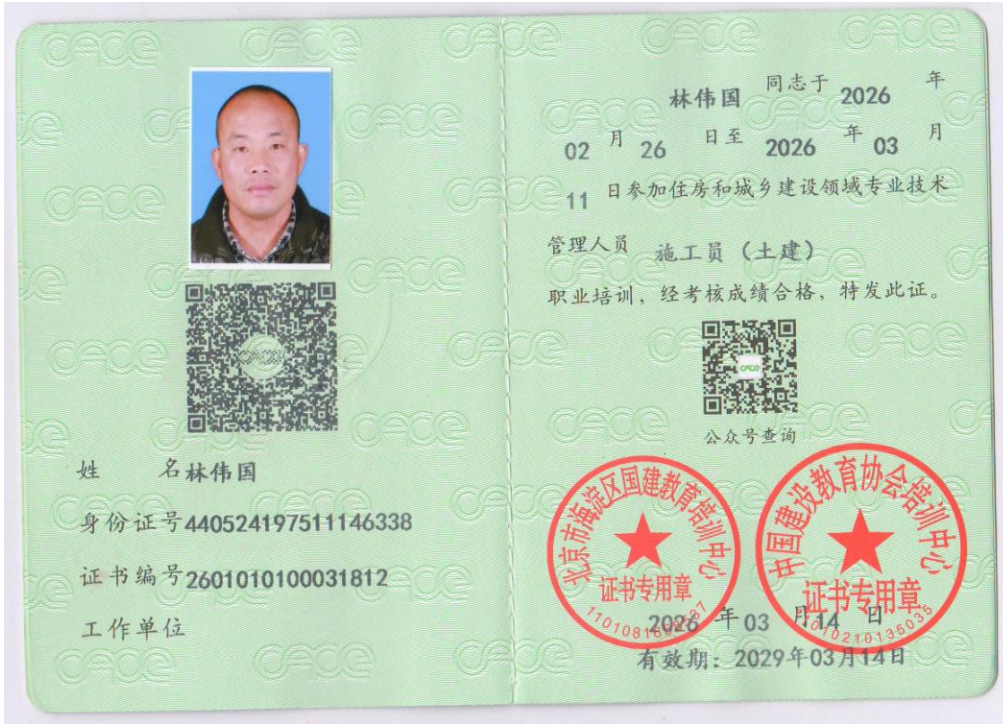 姓 名林伟国
身份证号440524197511146338
证书编号2601010100031812
工作单位
林伟国 同志于 2026 年
02 月 26 日至 2026 年 03 月
11 日参加住房和城乡建设领域专业技术
管理人员 施工员（土建）
职业培训，经考核成绩合格，特发此证。
公众号查询
北京市海淀区国建教育培训中心
证书专用章
中国建设教育协会培训中心
证书专用章
2026 年 03 月 14 日
有效期：2029年03月14日